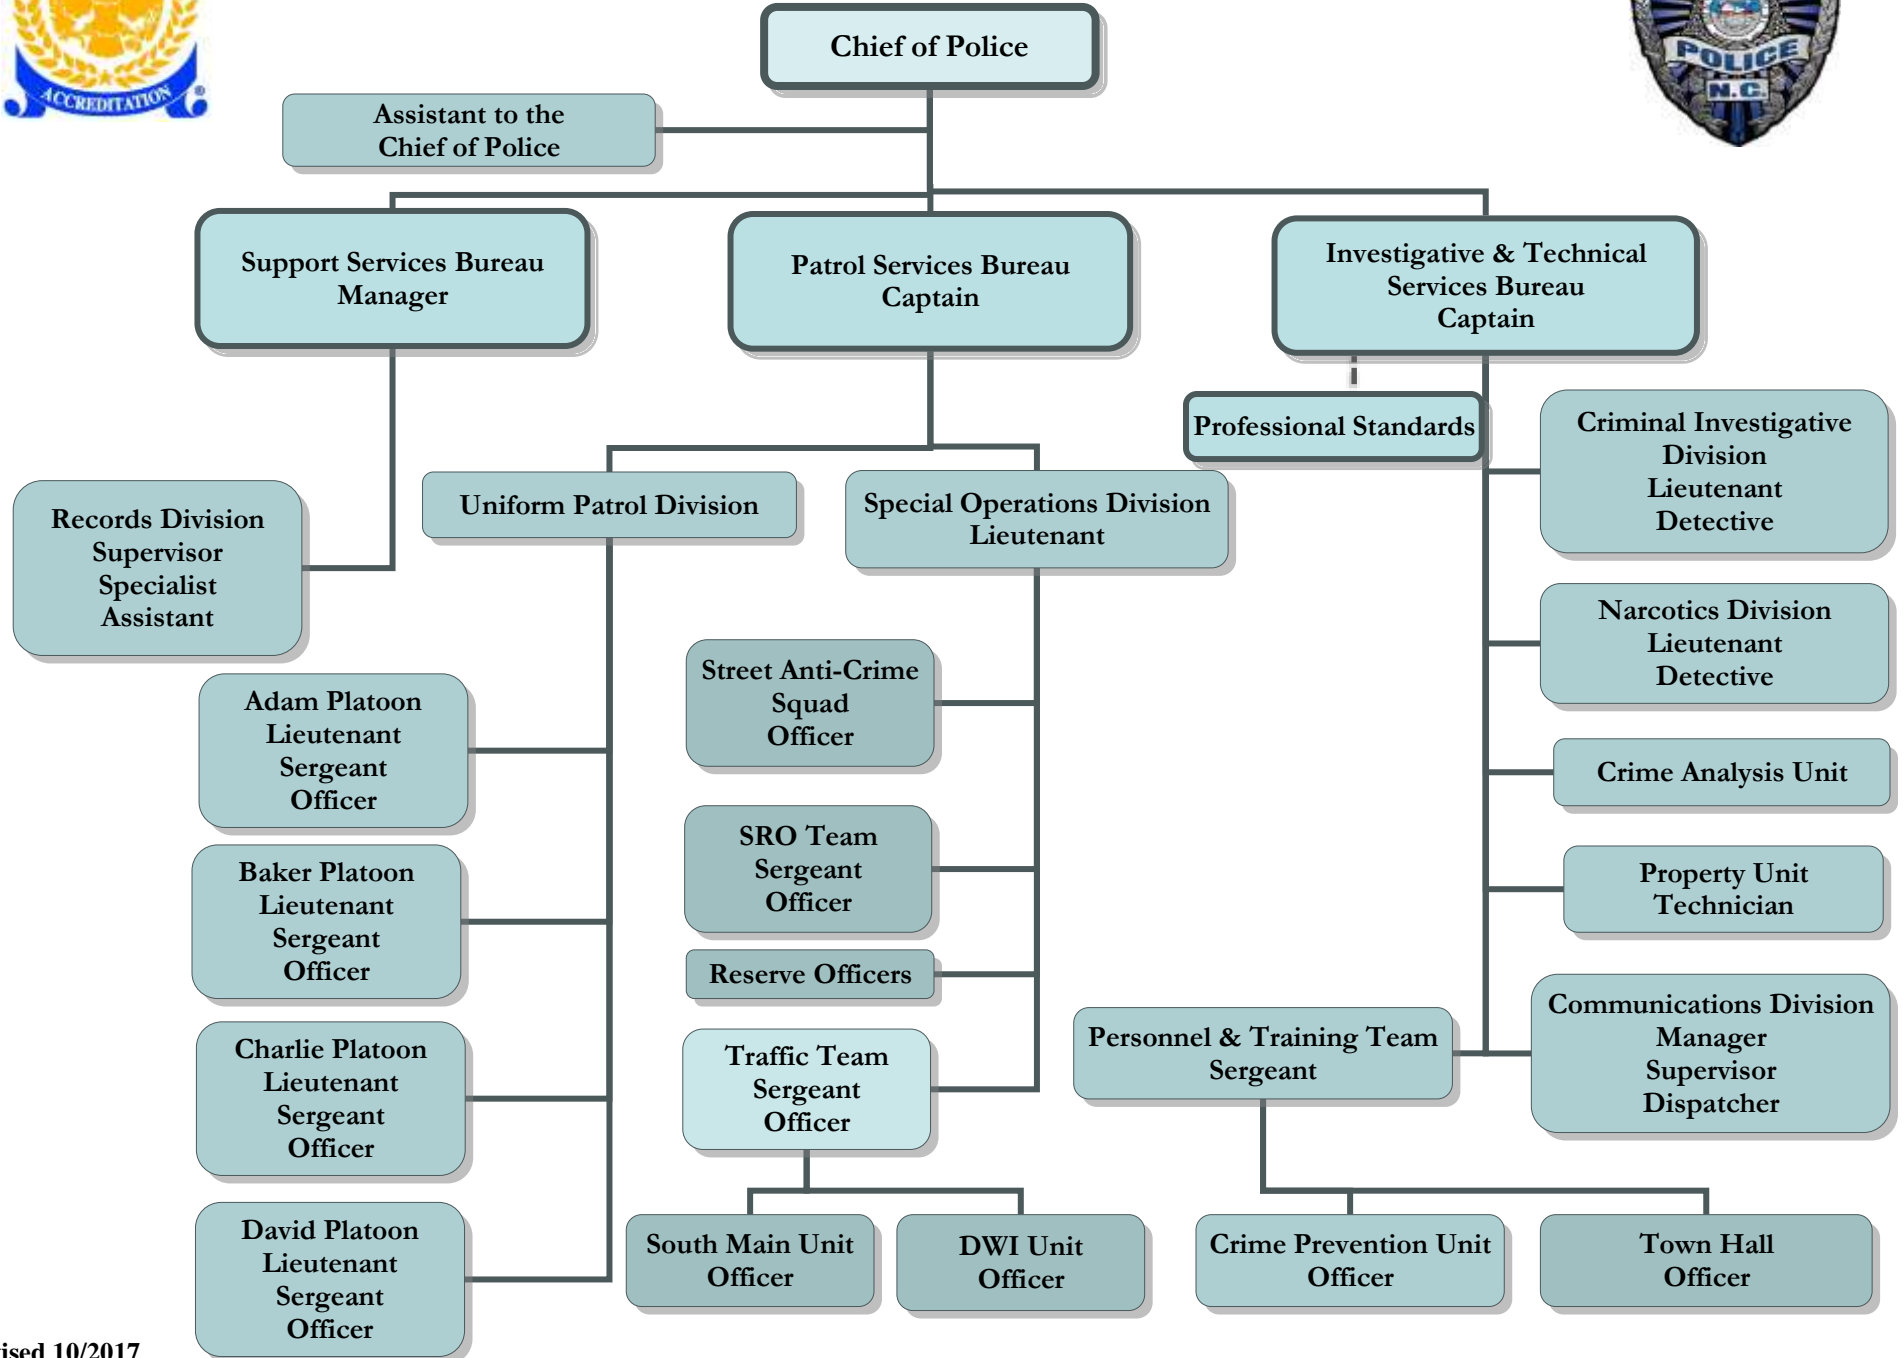 Chief of Police
ACCREDITATION
®
POLICE
N.C.
Assistant to the
Chief of Police
Support Services Bureau
Manager
Patrol Services Bureau
Captain
Investigative & Technical
Services Bureau
Captain
Professional Standards
Criminal Investigative
Division
Lieutenant
Detective
Uniform Patrol Division
Special Operations Division
Lieutenant
Records Division
Supervisor
Specialist
Assistant
Narcotics Division
Lieutenant
Detective
Street Anti-Crime
Squad
Officer
Adam Platoon
Lieutenant
Sergeant
Officer
Crime Analysis Unit
SRO Team
Sergeant
Officer
Baker Platoon
Lieutenant
Sergeant
Officer
Property Unit
Technician
Reserve Officers
Communications Division
Manager
Supervisor
Dispatcher
Personnel & Training Team
Sergeant
Charlie Platoon
Lieutenant
Sergeant
Officer
Traffic Team
Sergeant
Officer
David Platoon
Lieutenant
Sergeant
Officer
South Main Unit
Officer
DWI Unit
Officer
Crime Prevention Unit
Officer
Town Hall
Officer
ised 10/2017